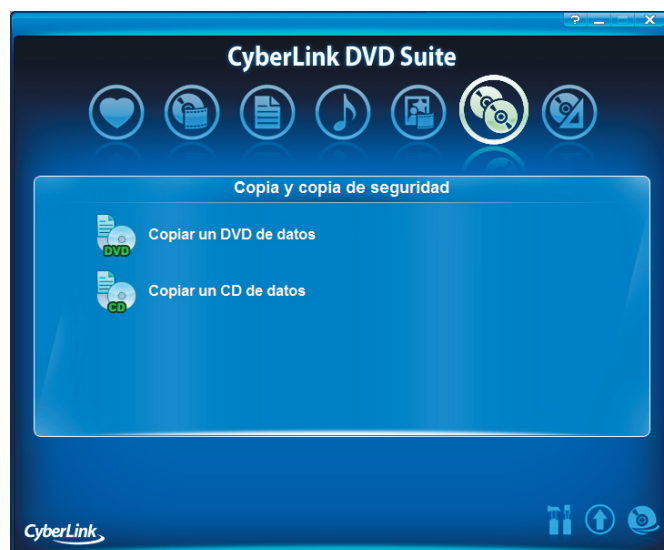 CyberLink DVD Suite
Copia y copia de seguridad
DVD
Copiar un DVD de datos
CD
Copiar un CD de datos
CyberLink